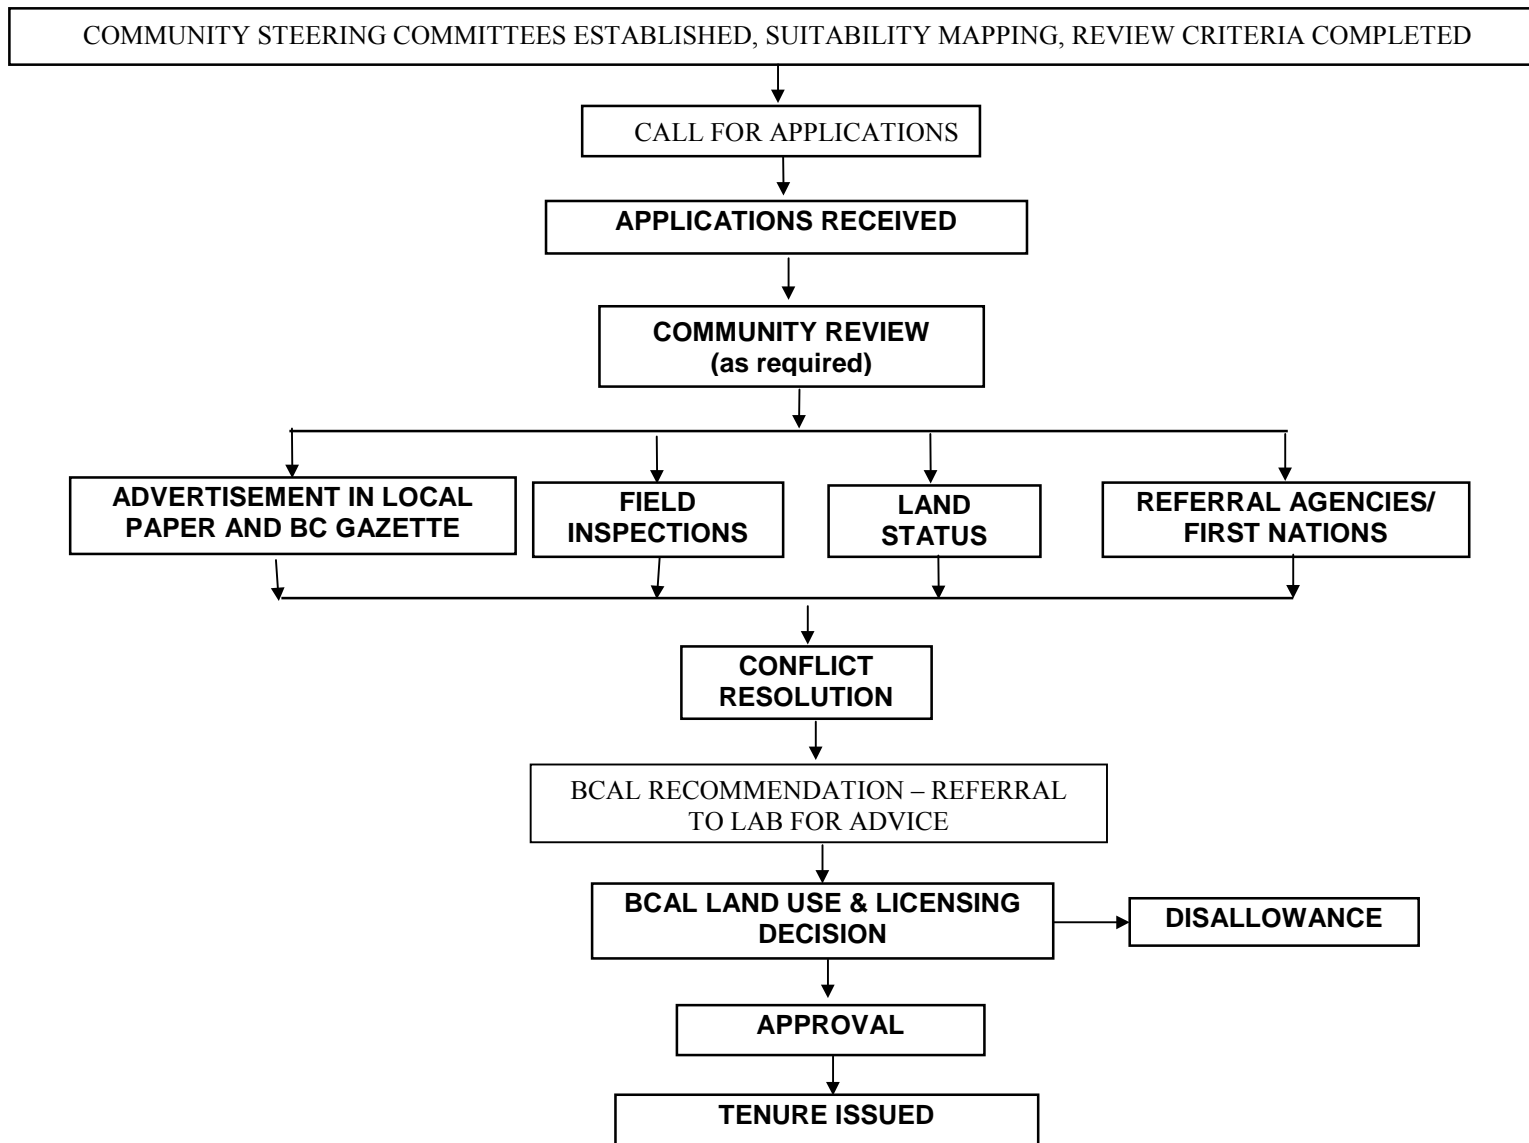 COMMUNITY STEERING COMMITTEES ESTABLISHED, SUITABILITY MAPPING, REVIEW CRITERIA COMPLETED
CALL FOR APPLICATIONS
APPLICATIONS RECEIVED
COMMUNITY REVIEW
(as required)
ADVERTISEMENT IN LOCAL
PAPER AND BC GAZETTE
FIELD
INSPECTIONS
LAND
STATUS
REFERRAL AGENCIES/
FIRST NATIONS
CONFLICT
RESOLUTION
BCAL RECOMMENDATION – REFERRAL
TO LAB FOR ADVICE
BCAL LAND USE & LICENSING
DECISION
DISALLOWANCE
APPROVAL
TENURE ISSUED